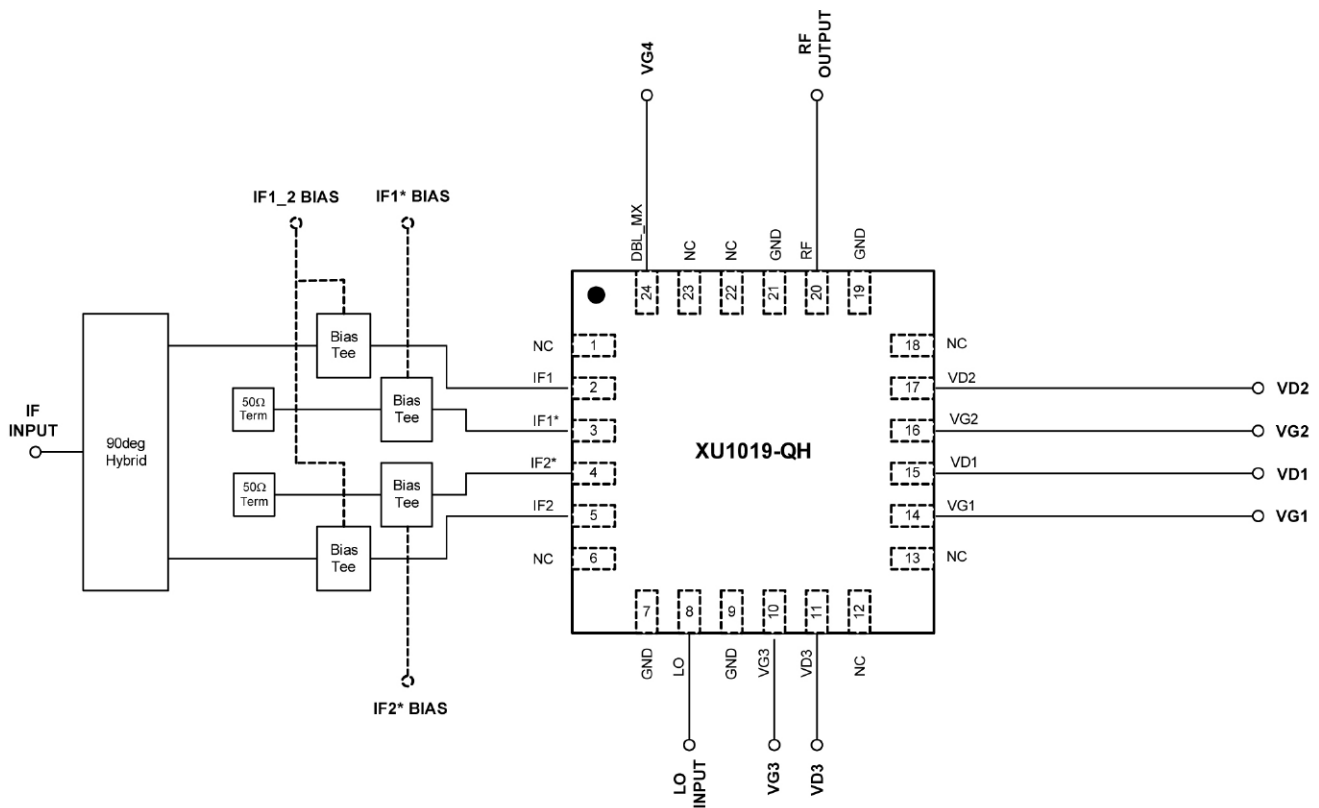 VG4
RF
OUTPUT
IF1_2 BIAS
IF1* BIAS
DBL_MX
NC
NC
GND
RF
GND
24
23
22
21
20
19
IF
INPUT
90deg
Hybrid
Bias
Tee
50Ω
Term
Bias
Tee
50Ω
Term
Bias
Tee
Bias
Tee
IF2* BIAS
NC
1
IF1
2
IF1*
3
IF2*
4
IF2
5
NC
6
XU1019-QH
18
NC
17
VD2
VD2
16
VG2
VG2
15
VD1
VD1
14
VG1
VG1
13
NC
7
8
9
10
11
12
GND
LO
GND
VG3
VD3
NC
LO
INPUT
VG3
VD3